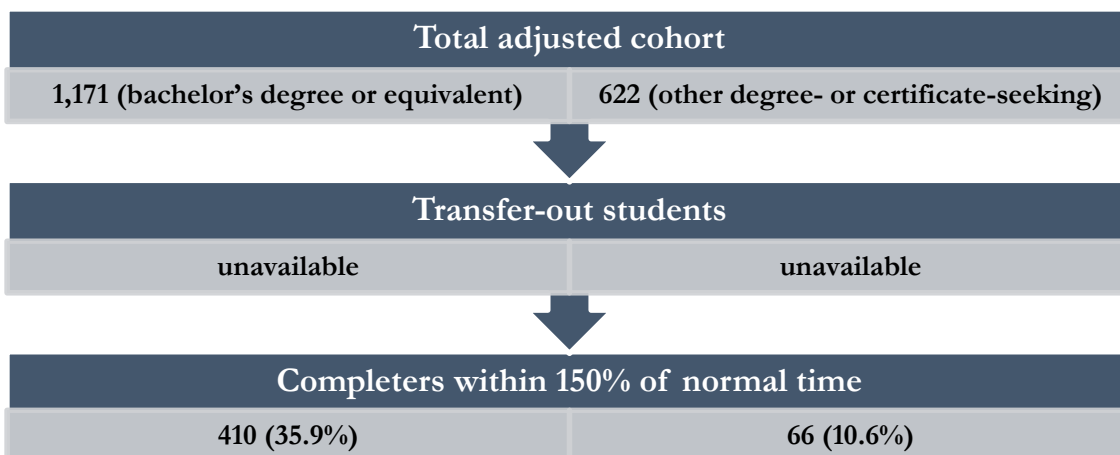 Total adjusted cohort
1,171 (bachelor’s degree or equivalent) 622 (other degree- or certificate-seeking)
Transfer-out students
unavailable unavailable
Completers within 150% of normal time
410 (35.9%) 66 (10.6%)